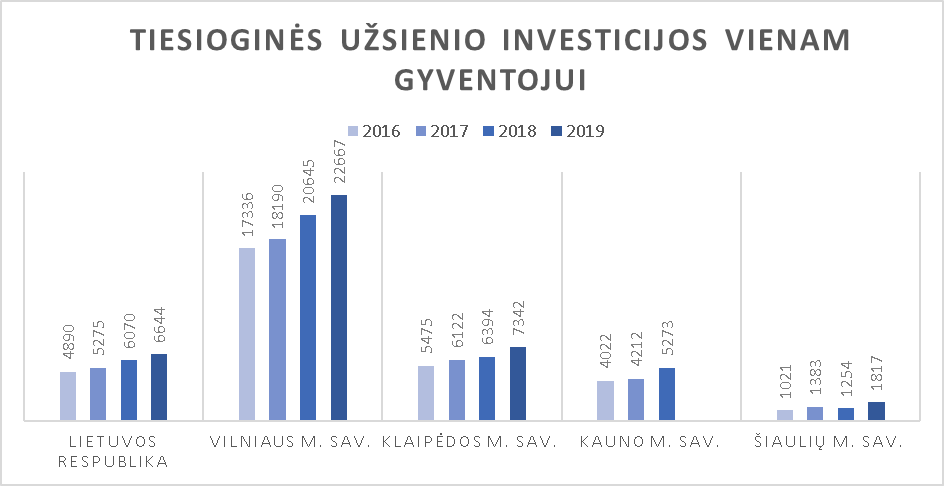 TIESIOGINĖS UŽSIENIO INVESTICIJOS VIENAM
GYVENTOJUI
2016 2017 2018 2019
4890 5275 6070 6644
17336 18190 20645 22667
5475 6122 6394 7342
4022 4212 5273
1021 1383 1254 1817
LIETUVOS
RESPUBLIKA
VILNIAUS M. SAV.
KLAIPĖDOS M. SAV.
KAUNO M. SAV.
ŠIAULIŲ M. SAV.